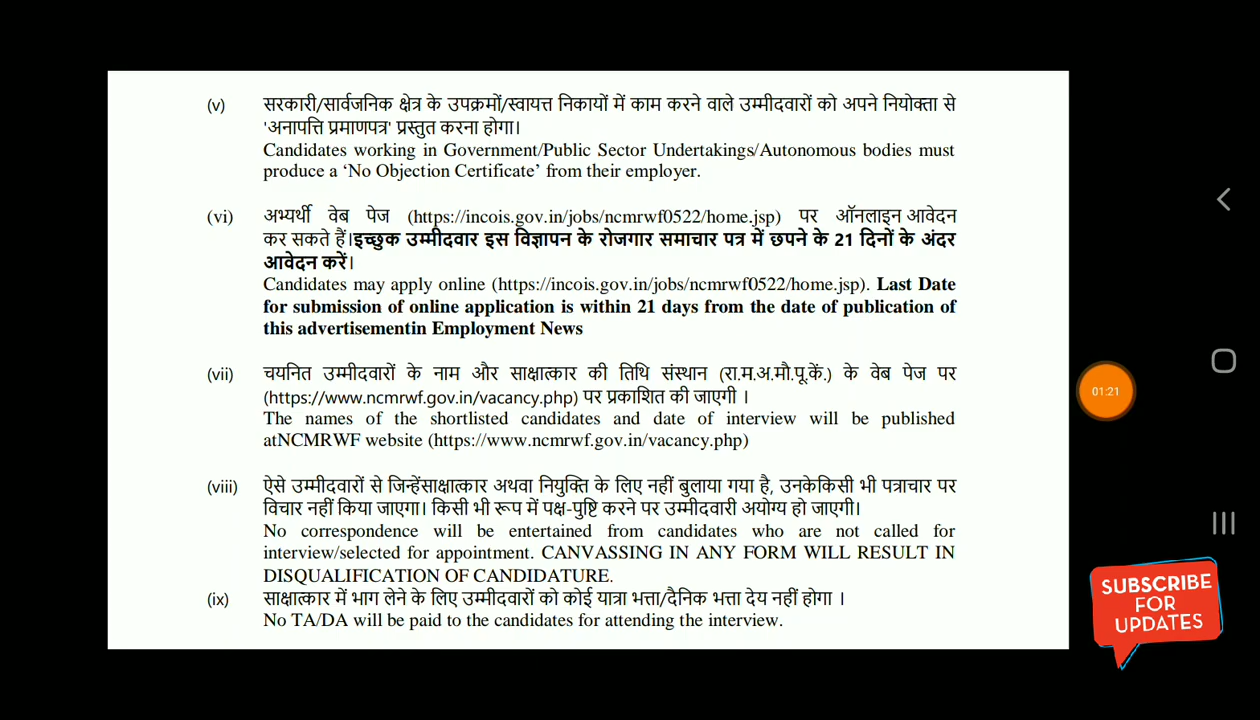 (v) सरकारी/सार्वजनिक क्षेत्र के उपक्रमों/स्वायत्त निकायों में काम करने वाले उम्मीदवारों को अपने नियोक्ता से
'अनापत्ति प्रमाणपत्र' प्रस्तुत करना होगा।
Candidates working in Government/Public Sector Undertakings/Autonomous bodies must
produce a ‘No Objection Certificate’ from their employer.
(vi) अभ्यर्थी वेब पेज (https://incois.gov.in/jobs/ncmrwf0522/home.jsp) पर ऑनलाइन आवेदन
कर सकते हैं।इच्छुक उम्मीदवार इस विज्ञापन के रोजगार समाचार पत्र में छपने के 21 दिनों के अंदर
आवेदन करें।
Candidates may apply online (https://incois.gov.in/jobs/ncmrwf0522/home.jsp). Last Date
for submission of online application is within 21 days from the date of publication of
this advertisementin Employment News
(vii) चयनित उम्मीदवारों के नाम और साक्षात्कार की तिथि संस्थान (रा.म.अ.मौ.पू.कें.) के वेब पेज पर
(https://www.ncmrwf.gov.in/vacancy.php) पर प्रकाशित की जाएगी ।
The names of the shortlisted candidates and date of interview will be published
atNCMRWF website (https://www.ncmrwf.gov.in/vacancy.php)
(viii) ऐसे उम्मीदवारों से जिन्हेंसाक्षात्कार अथवा नियुक्ति के लिए नहीं बुलाया गया है, उनकेकिसी भी पत्राचार पर
विचार नहीं किया जाएगा। किसी भी रूप में पक्ष-पुष्टि करने पर उम्मीदवारी अयोग्य हो जाएगी।
No correspondence will be entertained from candidates who are not called for
interview/selected for appointment. CANVASSING IN ANY FORM WILL RESULT IN
DISQUALIFICATION OF CANDIDATURE.
(ix) साक्षात्कार में भाग लेने के लिए उम्मीदवारों को कोई यात्रा भत्ता/दैनिक भत्ता देय नहीं होगा ।
No TA/DA will be paid to the candidates for attending the interview.
01:21
SUBSCRIBE
FOR
UPDATES